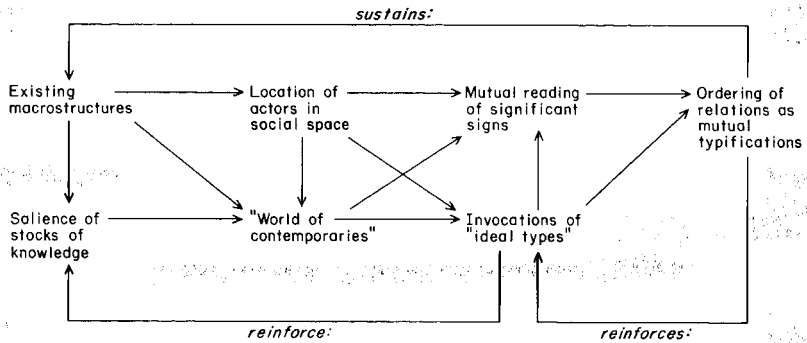 sustains:
Existing
macrostructures
Location of
actors in
social space
Mutual reading
of significant
signs
Ordering of
relations as
mutual
typifications
Salience of
stocks of
knowledge
"World of
contemporaries"
Invocations of
"ideal types"
reinforce:
reinforces: